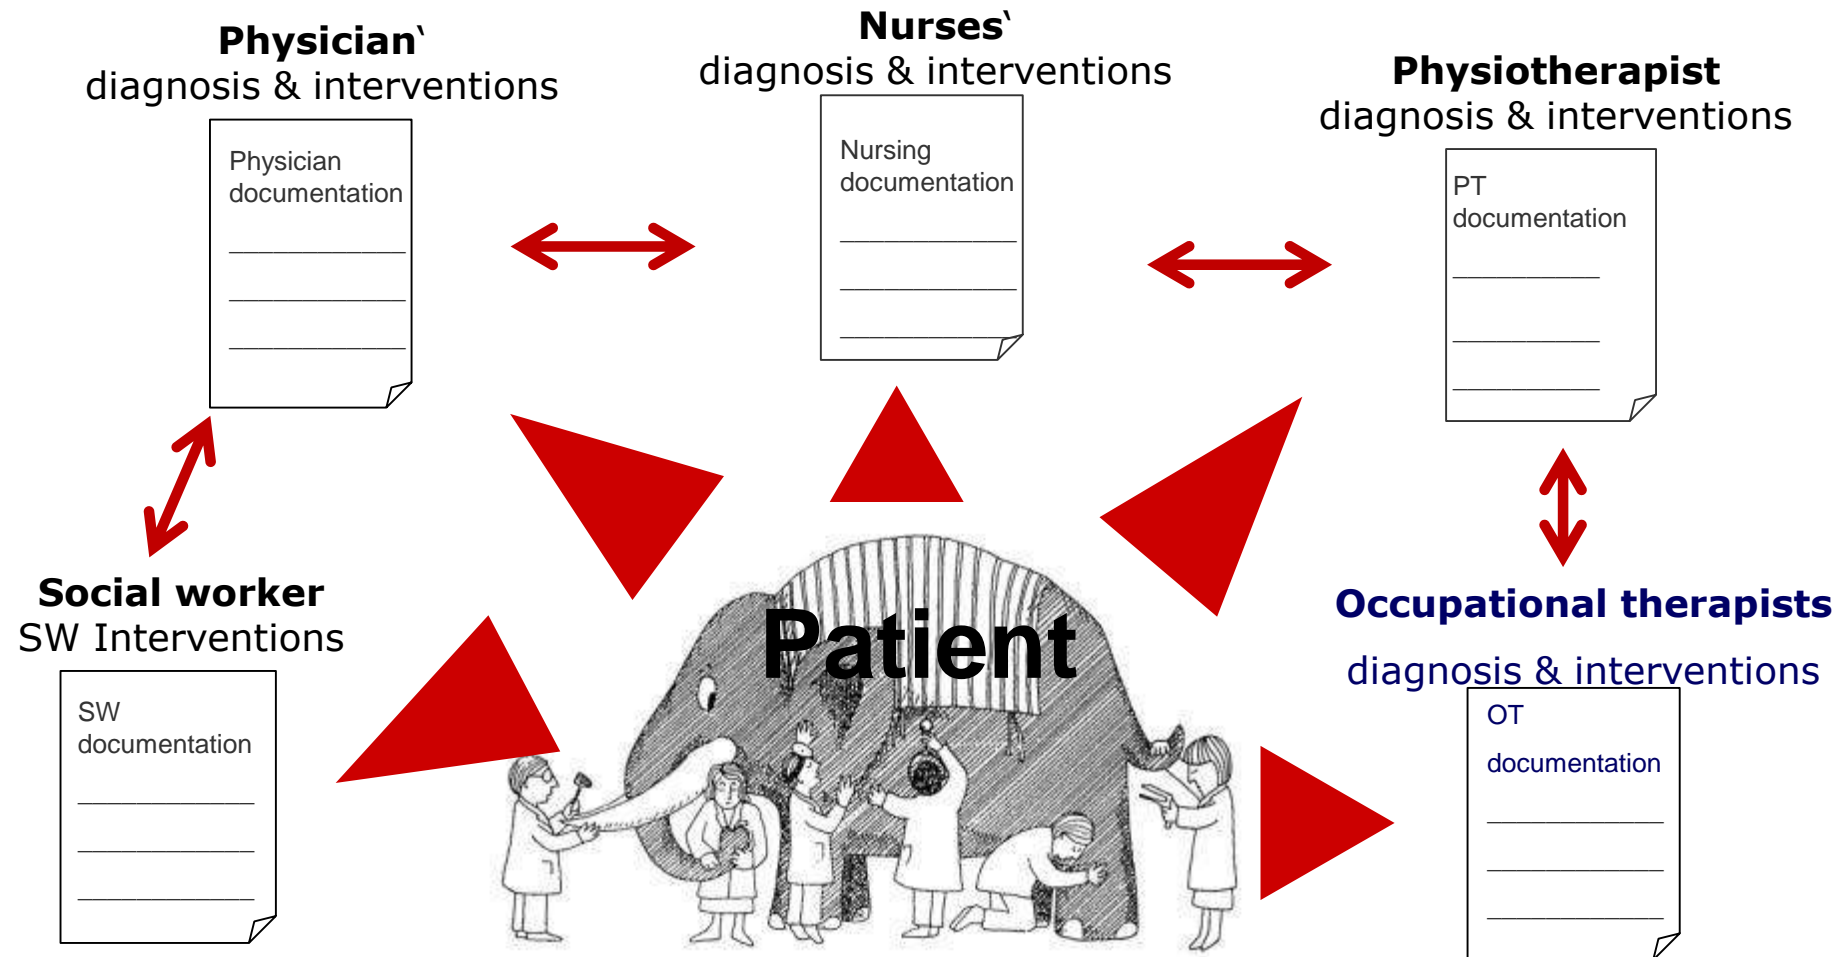 Physician‘
diagnosis & interventions
Physician
documentation
Nurses‘
diagnosis & interventions
Nursing
documentation
Physiotherapist
diagnosis & interventions
PT
documentation
Social worker
SW Interventions
SW
documentation
Patient
Occupational therapists
diagnosis & interventions
OT
documentation